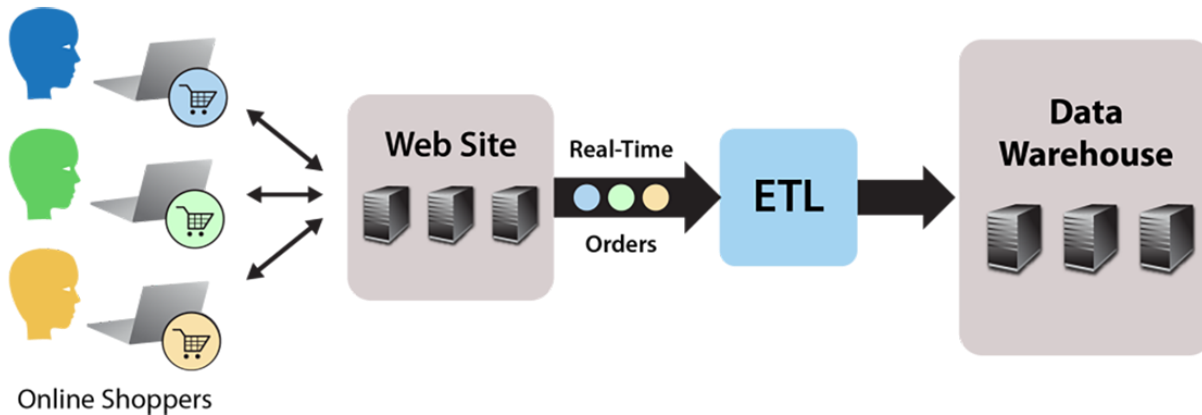 Web Site
Real-Time
Orders
ETL
Data
Warehouse
Online Shoppers